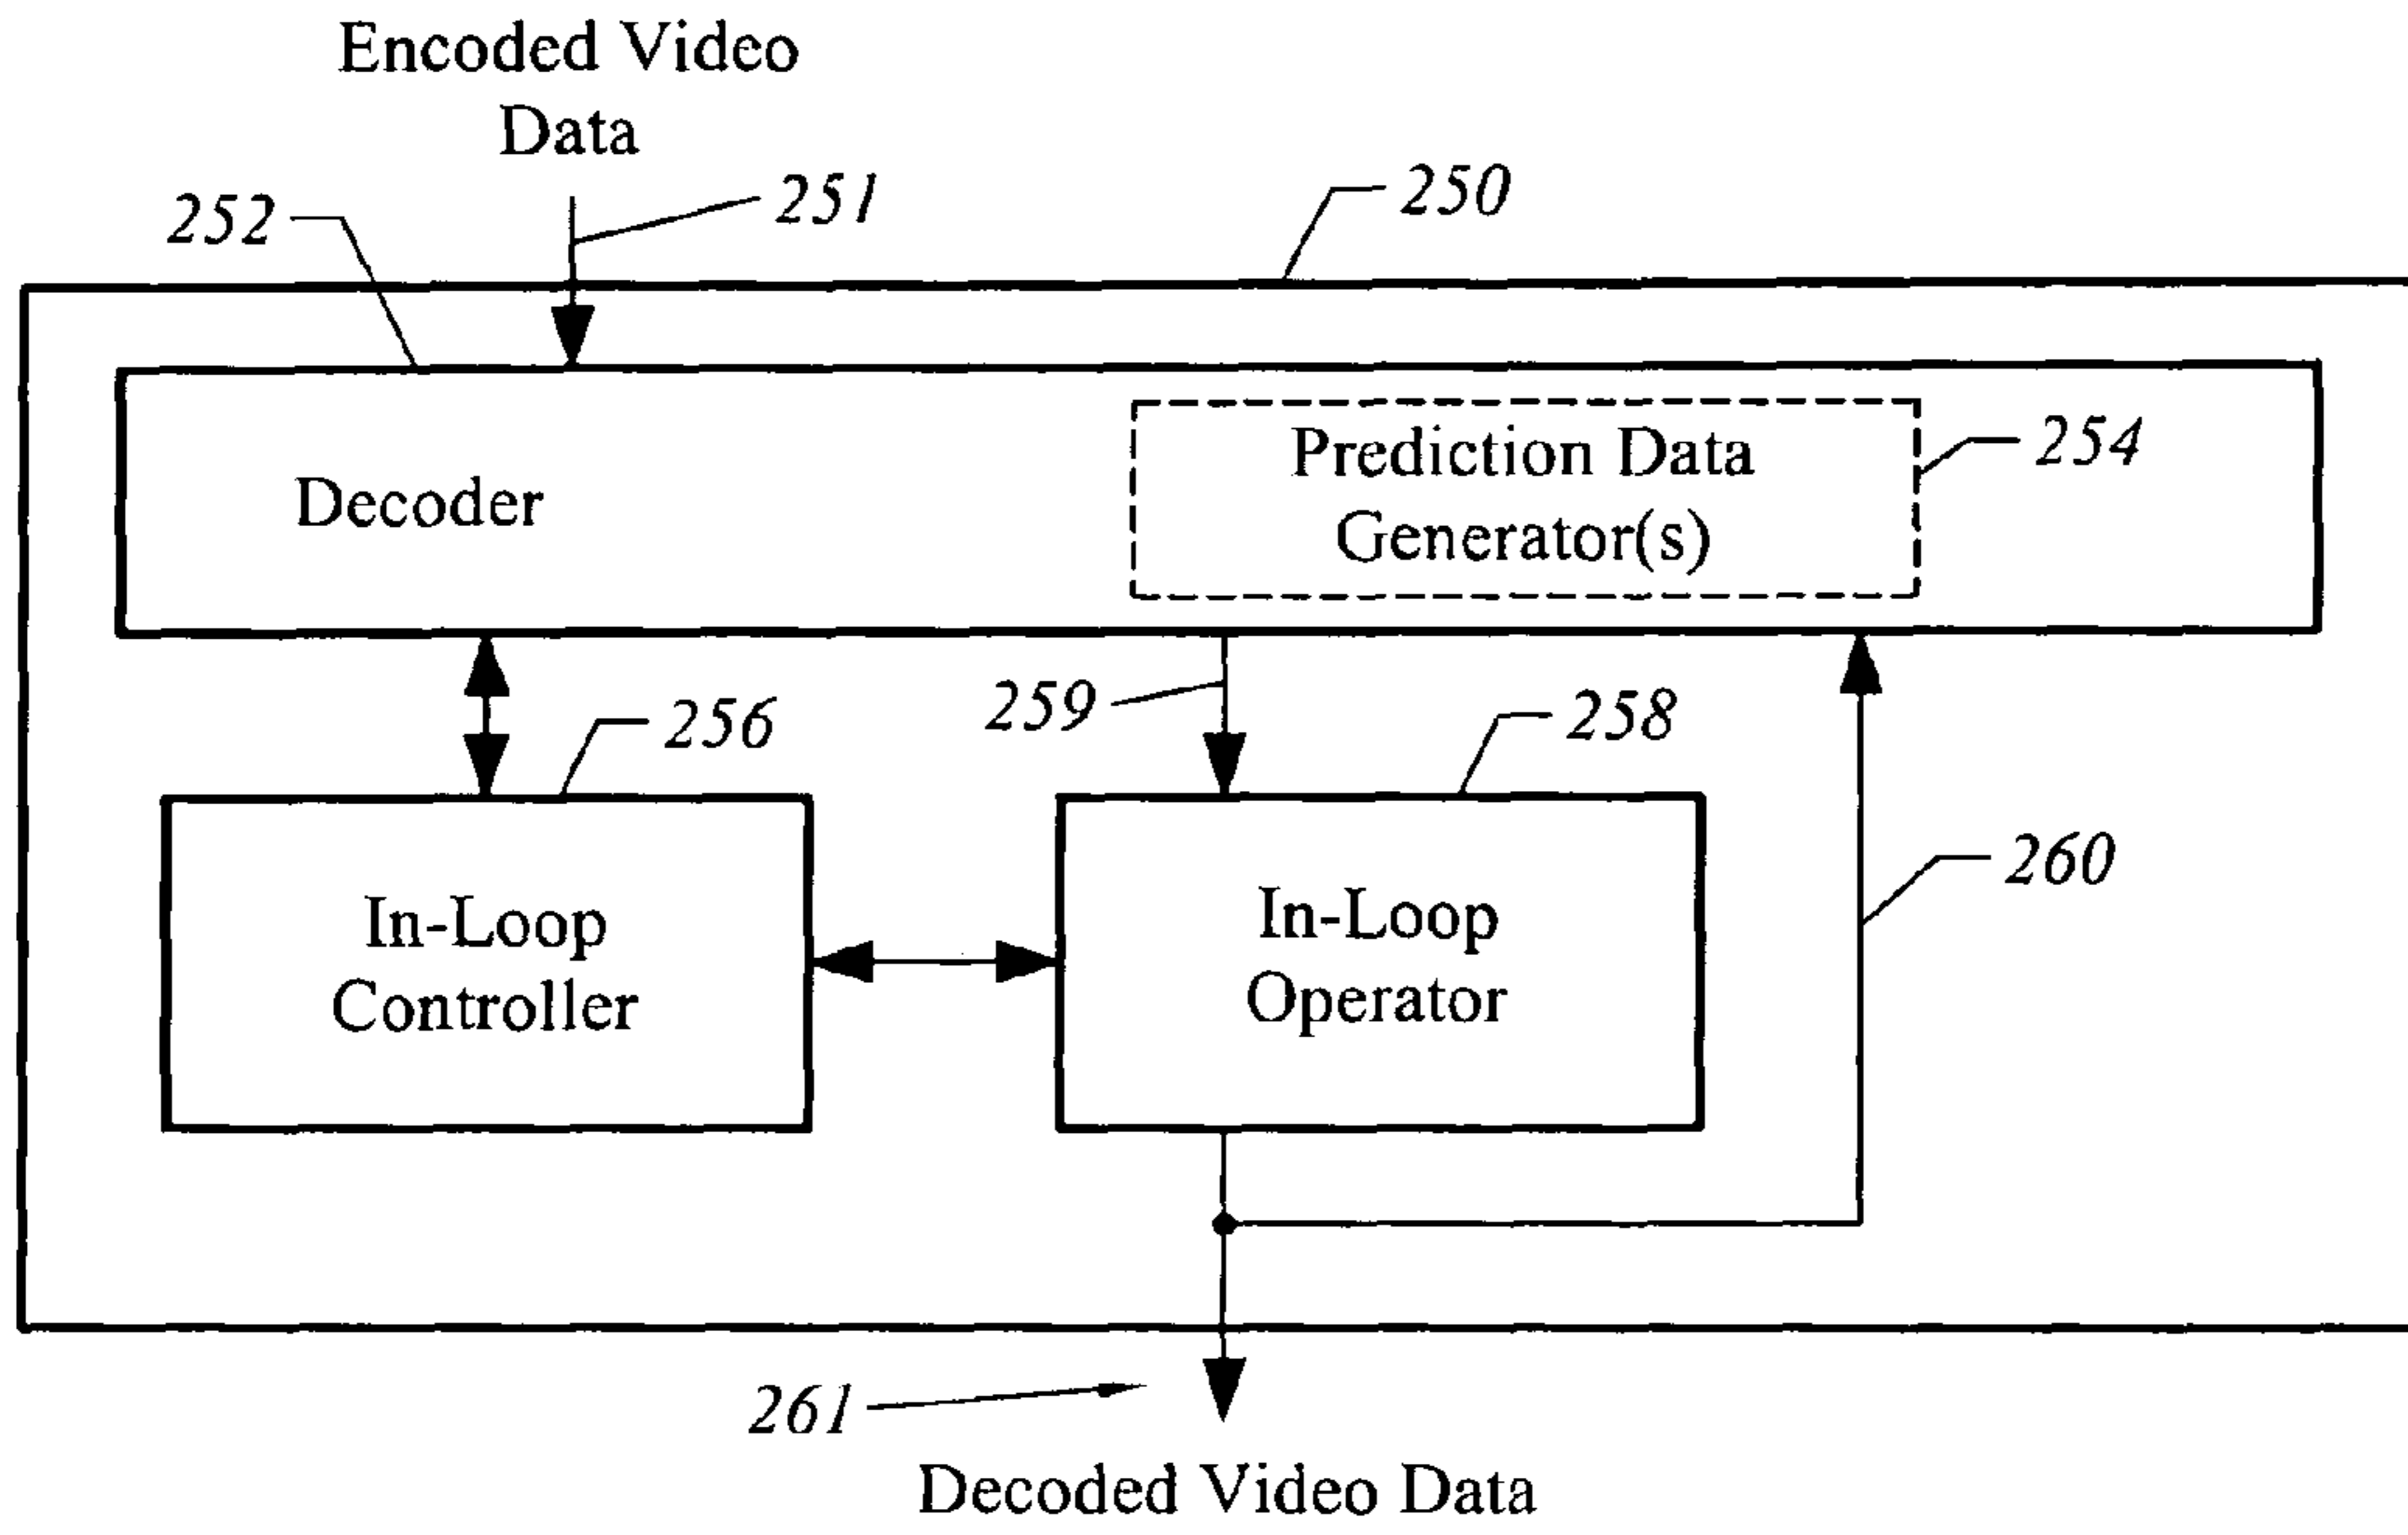 Encoded Video
Data
251
250
252
Prediction Data
Generator(s)
254
Decoder
259
258
256
260
In-Loop
Controller
In-Loop
Operator
261
Decoded Video Data